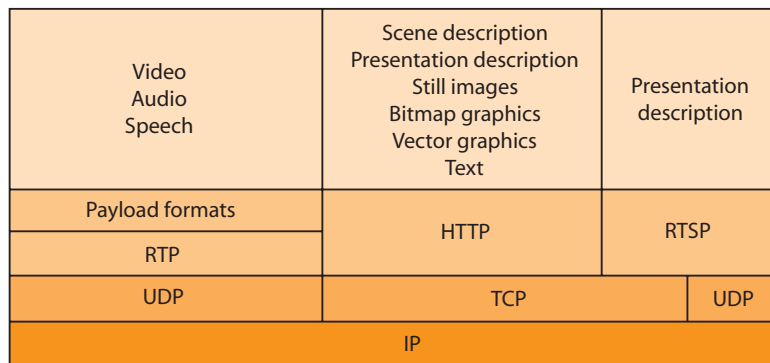 Video
Audio
Speech
Scene description
Presentation description
Still images
Bitmap graphics
Vector graphics
Text
Presentation
description
Payload formats
RTP
HTTP
RTSP
UDP
TCP
UDP
IP